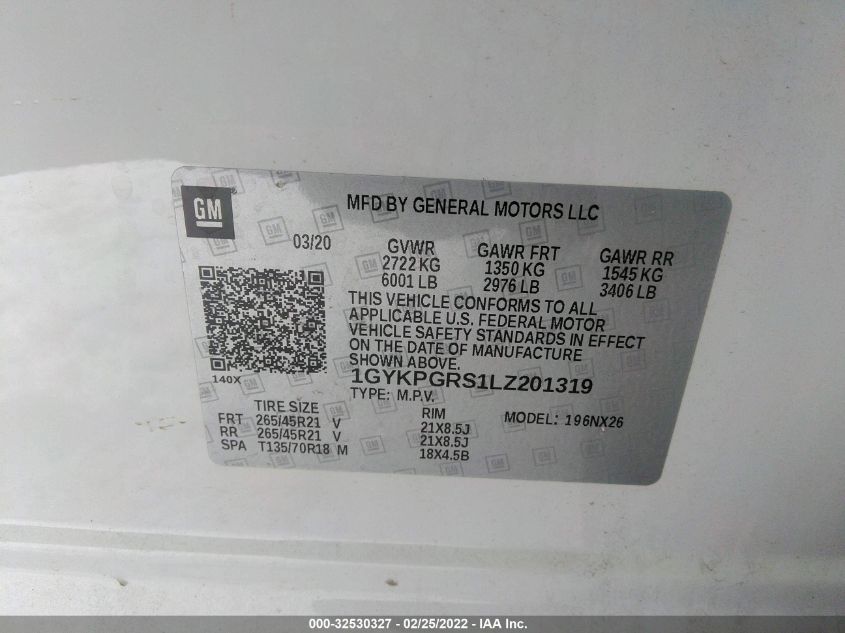 GM
MFD BY GENERAL MOTORS LLC
03/20
GVWR GAWR FRT GAWR RR
2722 KG 1350 KG 1545 KG
6001 LB 2976 LB 3406 LB
THIS VEHICLE CONFORMS TO ALL
APPLICABLE U.S. FEDERAL MOTOR
VEHICLE SAFETY STANDARDS IN EFFECT
ON THE DATE OF MANUFACTURE
SHOWN ABOVE.
140X
1GYKPGRS1LZ201319
TYPE: M.P.V. MODEL: 196NX26
TIRE SIZE RIM
FRT 265/45R21 V 21X8.5J
RR 265/45R21 V 21X8.5J
SPA T135/70R18 M 18X4.5B
000-32530327 - 02/25/2022 - IAA Inc.